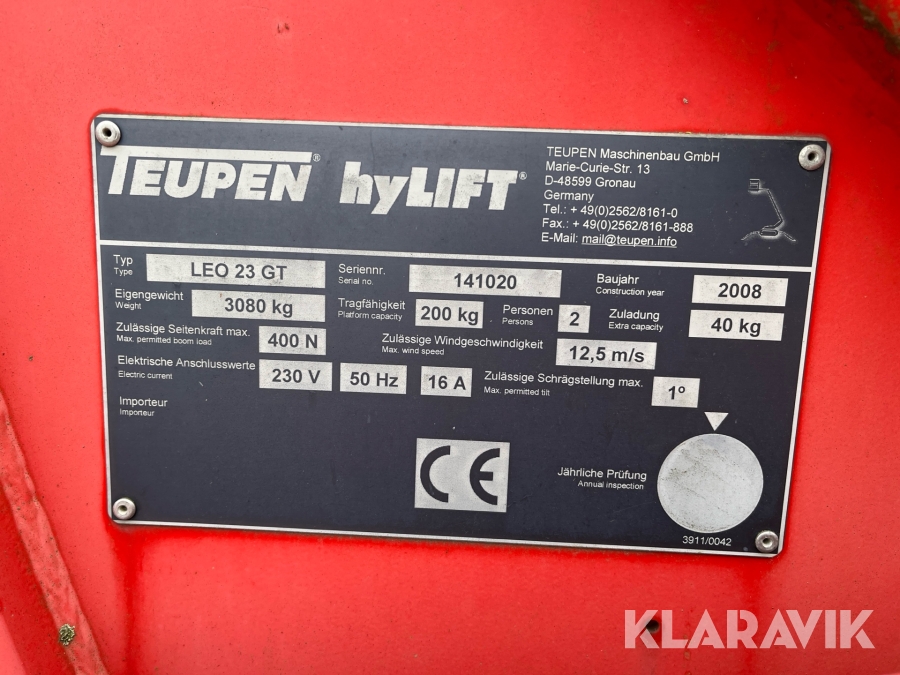 TEUPEN® hyLIFT®
TEUPEN Maschinenbau GmbH
Marie-Curie-Str. 13
D-48599 Gronau
Germany
Tel.: + 49(0)2562/8161-0
Fax.: + 49(0)2562/8161-888
E-Mail: mail@teupen.info
Typ LEO 23 GT Seriennr. 141020 Baujahr 2008
Type Serial no. Construction year
Eigengewicht 3080 kg Tragfähigkeit 200 kg Personen 2 Zuladung 40 kg
Weight Platform capacity Persons Extra capacity
Zulässige Seitenkraft max. 400 N Zulässige Windgeschwindigkeit 12,5 m/s
Max. permitted boom load Max. wind speed
Elektrische Anschlusswerte 230 V 50 Hz 16 A Zulässige Schrägstellung max. 1°
Electric current Max. permitted tilt
Importeur
Importeur
CE
Jährliche Prüfung
Annual inspection
3911/0042
KLARAVIK